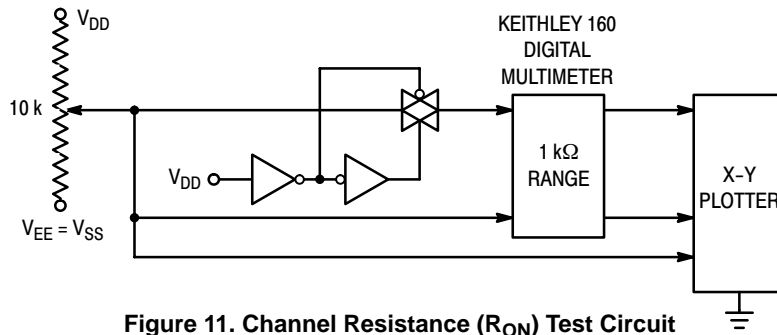 V_DD
10 k
V_EE = V_SS
V_DD
KEITHLEY 160
DIGITAL
MULTIMETER
1 kΩ
RANGE
X-Y
PLOTTER
Figure 11. Channel Resistance (R_ON) Test Circuit